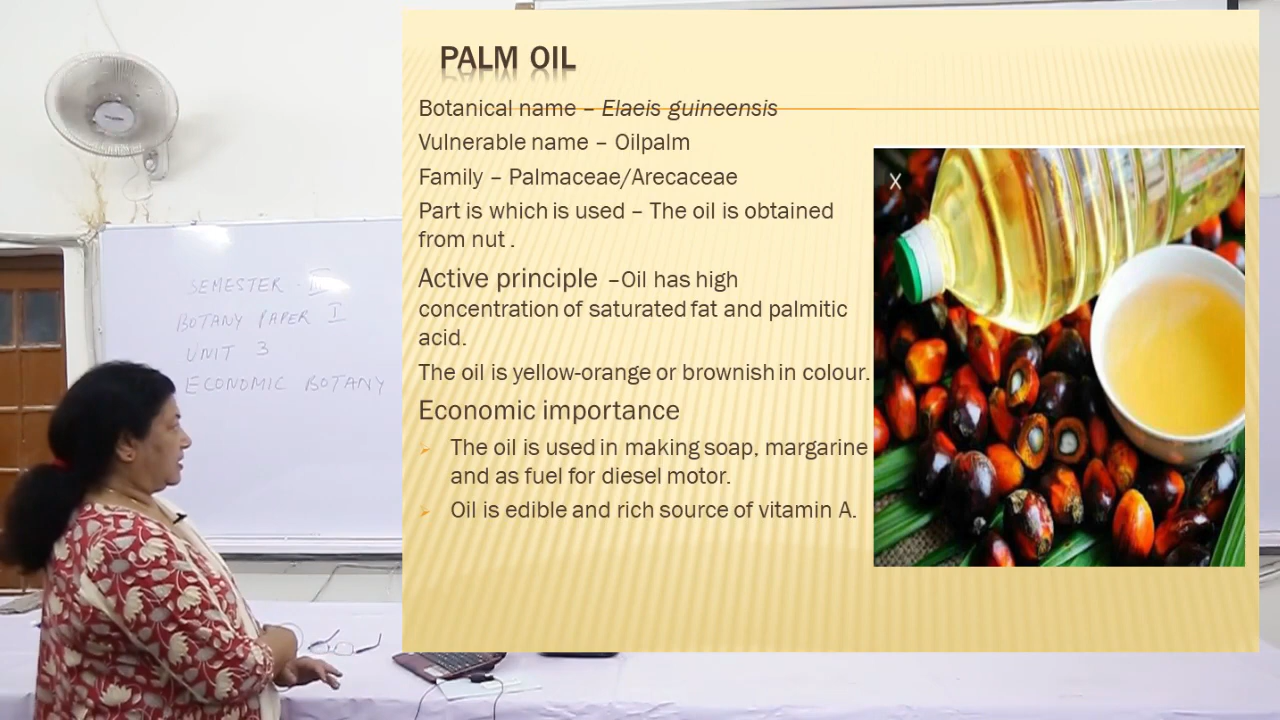 PALM OIL
Botanical name – Elaeis guineensis
Vulnerable name – Oilpalm
Family – Palmaceae/Arecaceae
Part is which is used – The oil is obtained
from nut .
Active principle –Oil has high
concentration of saturated fat and palmitic
acid.
The oil is yellow-orange or brownish in colour.
Economic importance
The oil is used in making soap, margarine
and as fuel for diesel motor.
Oil is edible and rich source of vitamin A.
X
SEMESTER - III
BOTANY PAPER I
UNIT 3
ECONOMIC BOTANY